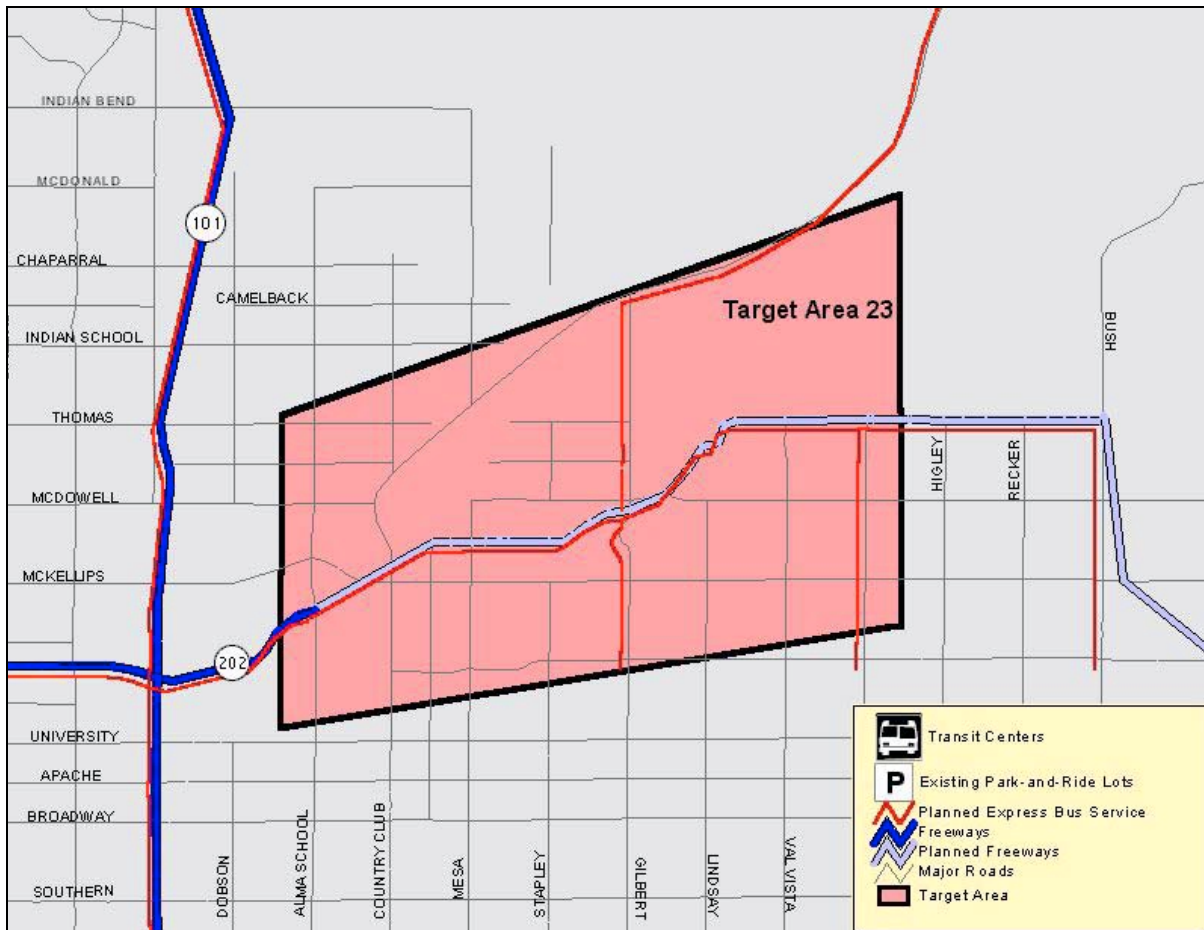 INDIAN BEND
MCDONALD
101
CHAPARRAL
CAMELBACK
Target Area 23
INDIAN SCHOOL
BUSH
THOMAS
HIGLEY
RECKER
MCDOWELL
MCKELLIPS
202
UNIVERSITY
APACHE
BROADWAY
SOUTHERN
DOBSON
ALMA SCHOOL
COUNTRY CLUB
MESA
STAPLEY
GILBERT
LINDSAY
VAL VISTA
Transit Centers
P Existing Park-and-Ride Lots
Planned Express Bus Service
Freeways
Planned Freeways
Major Roads
Target Area